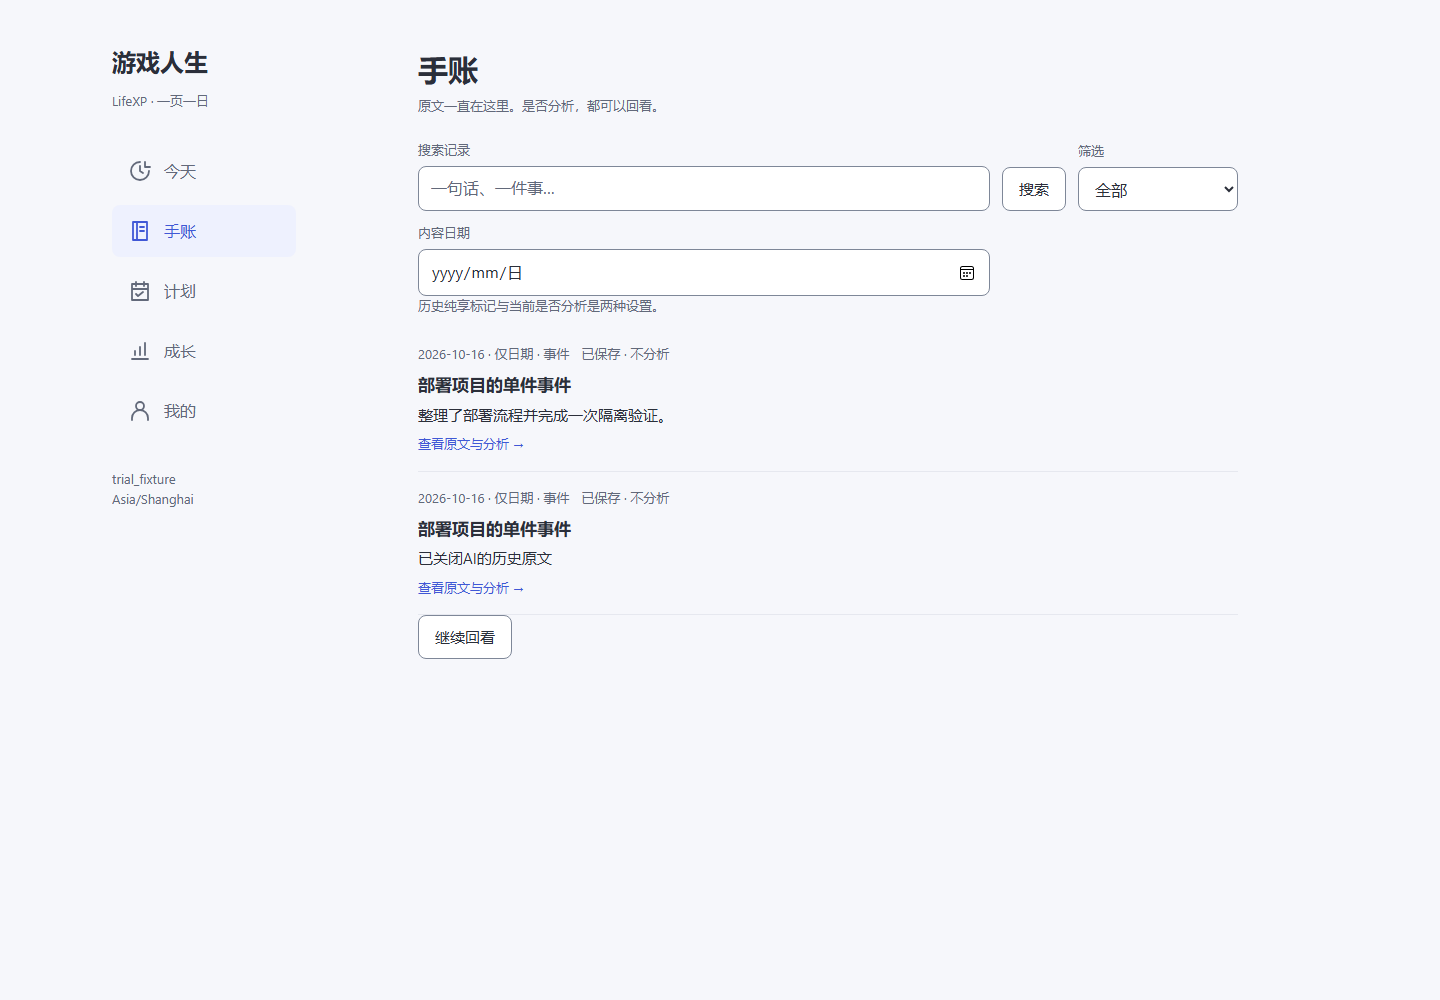 游戏人生
LifeXP · 一页一日
今天
手账
计划
成长
我的
trial_fixture
Asia/Shanghai
手账
原文一直在这里。是否分析，都可以回看。
搜索记录
一句话、一件事...
搜索
筛选
全部
内容日期
yyyy/mm/日
历史纯享标记与当前是否分析是两种设置。
2026-10-16 · 仅日期 · 事件 已保存 · 不分析
部署项目的单件事件
整理了部署流程并完成一次隔离验证。
查看原文与分析 →
2026-10-16 · 仅日期 · 事件 已保存 · 不分析
部署项目的单件事件
已关闭AI的历史原文
查看原文与分析 →
继续回看